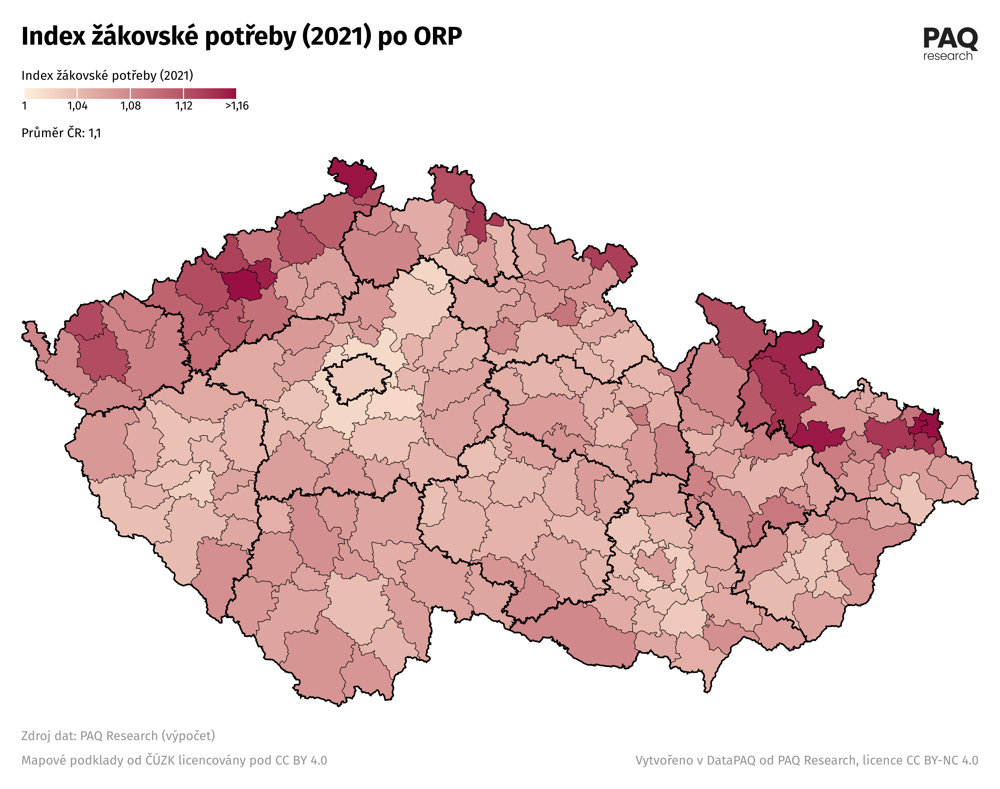 Index žákovské potřeby (2021) po ORP
PAQ
research
Index žákovské potřeby (2021)
1 1,04 1,08 1,12 >1,16
Průměr ČR: 1,1
Zdroj dat: PAQ Research (výpočet)
Mapové podklady od ČÚZK licencovány pod CC BY 4.0
Vytvořeno v DataPAQ od PAQ Research, licence CC BY-NC 4.0